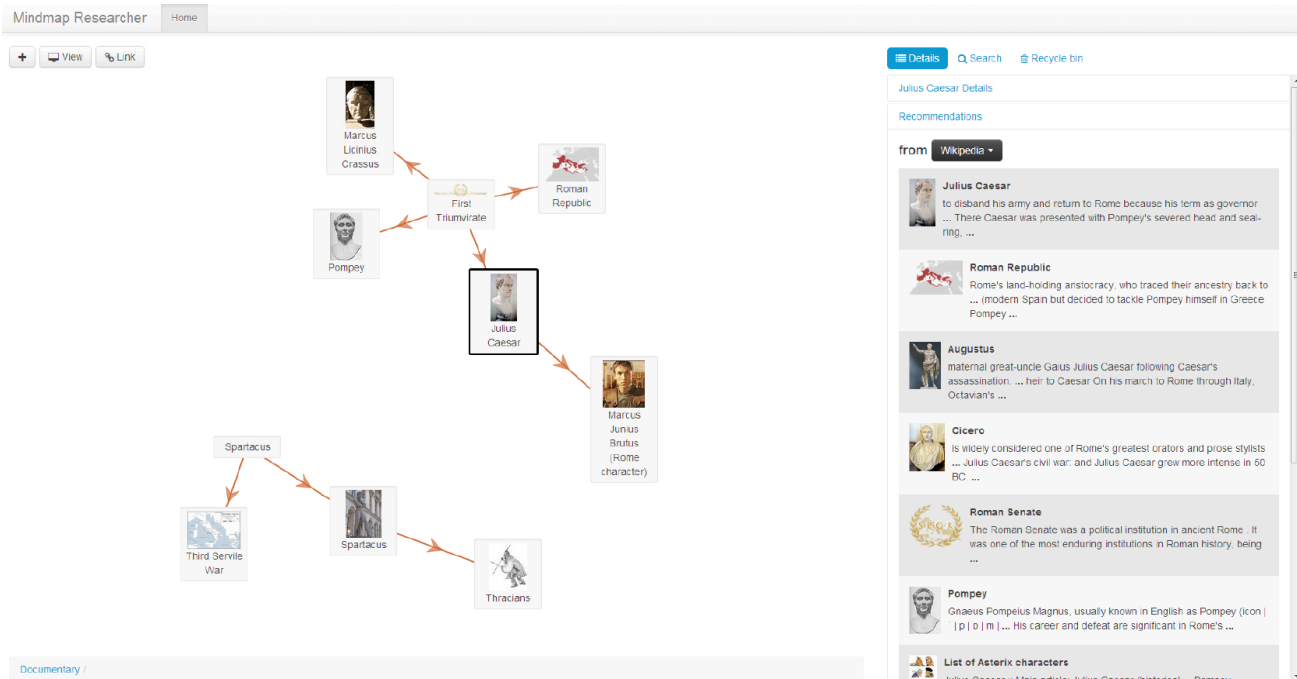 Mindmap Researcher
Home
View
Link
Details
Search
Recycle bin
Marcus
Licinius
Crassus
First
Triumvirate
Roman
Republic
Pompey
Julius
Caesar
Marcus
Junius
Brutus
(Rome
character)
Spartacus
Third Servile
War
Spartacus
Thracians
Documentary /
Julius Caesar Details
Recommendations
from Wikipedia
Julius Caesar
to disband his army and return to Rome because his term as governor
... There Caesar was presented with Pompey's severed head and seal-
ring, ...
Roman Republic
Rome's land-holding aristocracy, who traced their ancestry back to
... (modern Spain but decided to tackle Pompey himself in Greece
Pompey ...
Augustus
maternal great-uncle Gaius Julius Caesar following Caesar's
assassination. ... heir to Caesar On his march to Rome through Italy,
Octavian's ...
Cicero
is widely considered one of Rome's greatest orators and prose stylists
... Julius Caesar's civil war: and Julius Caesar grew more intense in 50
BC ...
Roman Senate
The Roman Senate was a political institution in ancient Rome . It
was one of the most enduring institutions in Roman history, being
...
Pompey
Gnaeus Pompeius Magnus, usually known in English as Pompey (icon |
ˈ | p | ɒ | m | ... His career and defeat are significant in Rome's ...
List of Asterix characters